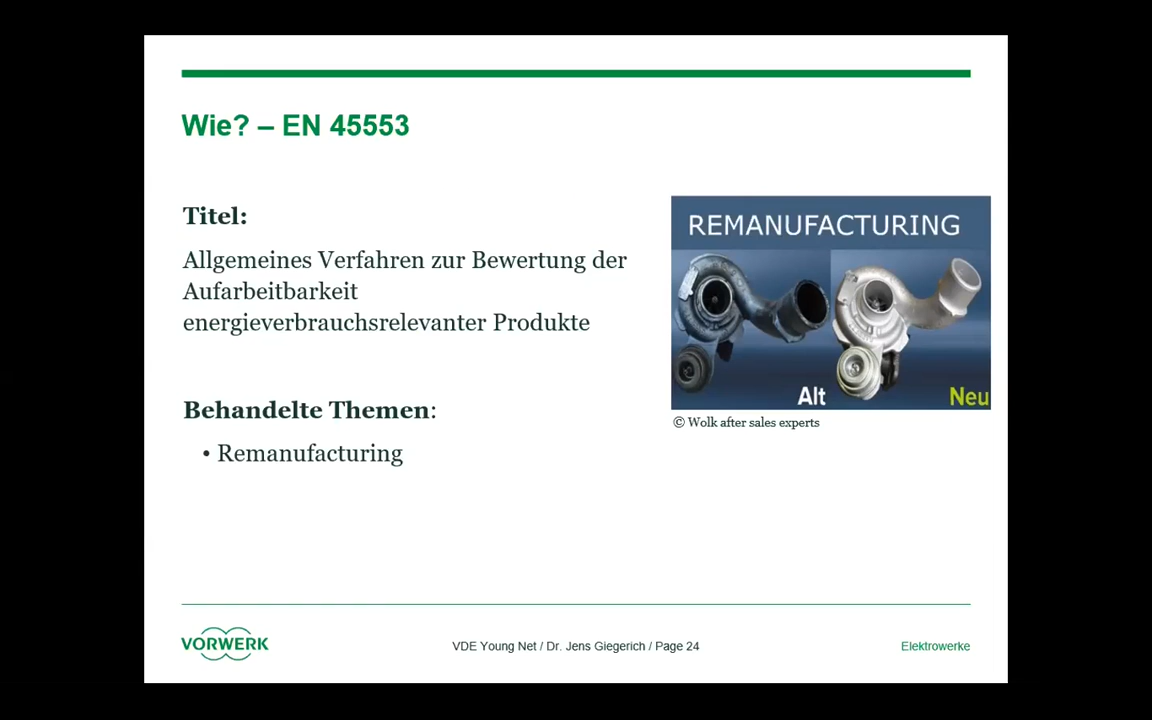 Wie? – EN 45553
Titel:
Allgemeines Verfahren zur Bewertung der
Aufarbeitbarkeit
energieverbrauchsrelevanter Produkte
Behandelte Themen:
• Remanufacturing
REMANUFACTURING
Alt
Neu
© Wolk after sales experts
VORWERK
VDE Young Net / Dr. Jens Giegerich / Page 24
Elektrowerke